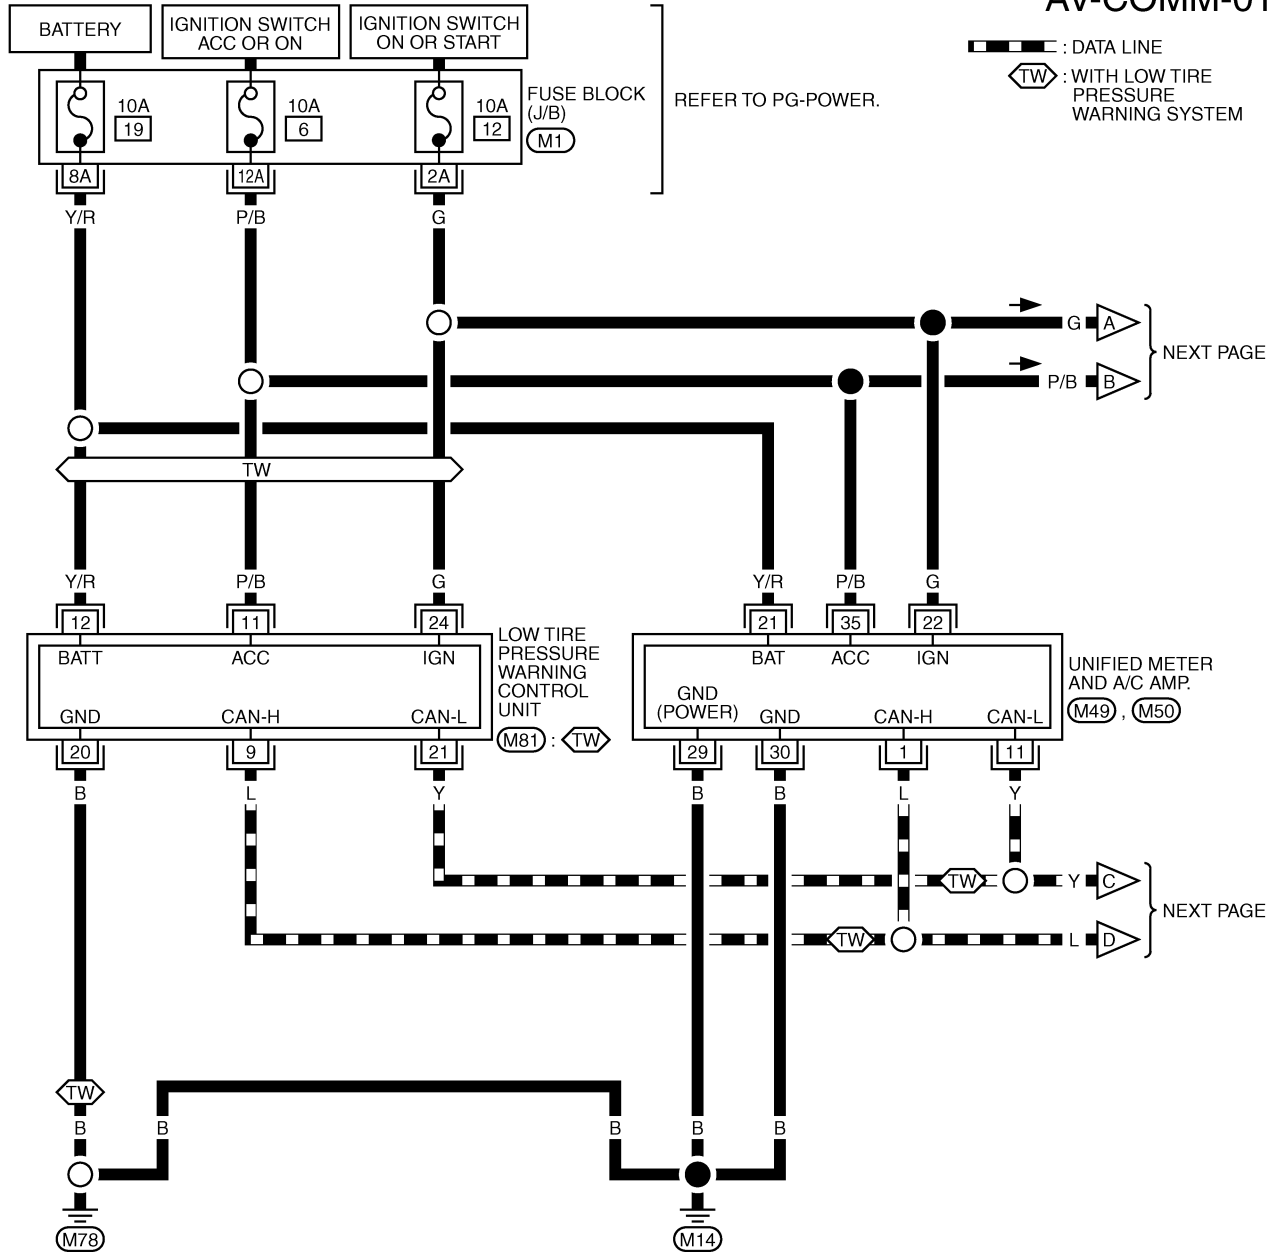 AV-COMM-01
BATTERY
IGNITION SWITCH
ACC OR ON
IGNITION SWITCH
ON OR START
: DATA LINE
TW : WITH LOW TIRE
PRESSURE
WARNING SYSTEM
10A
19
10A
6
10A
12
FUSE BLOCK
(J/B)
M1
REFER TO PG-POWER.
8A 12A 2A
Y/R P/B G
G A
P/B B
NEXT PAGE
TW
Y/R P/B G Y/R P/B G
12 11 24 21 35 22
BATT ACC IGN
GND CAN-H CAN-L
20 9 21
LOW TIRE
PRESSURE
WARNING
CONTROL
UNIT
M81 : TW
BAT ACC IGN
GND
(POWER) GND CAN-H CAN-L
29 30 1 11
UNIFIED METER
AND A/C AMP.
M49 , M50
B L Y B B L Y
TW Y C
TW L D
NEXT PAGE
TW
B B B B B
M78 M14